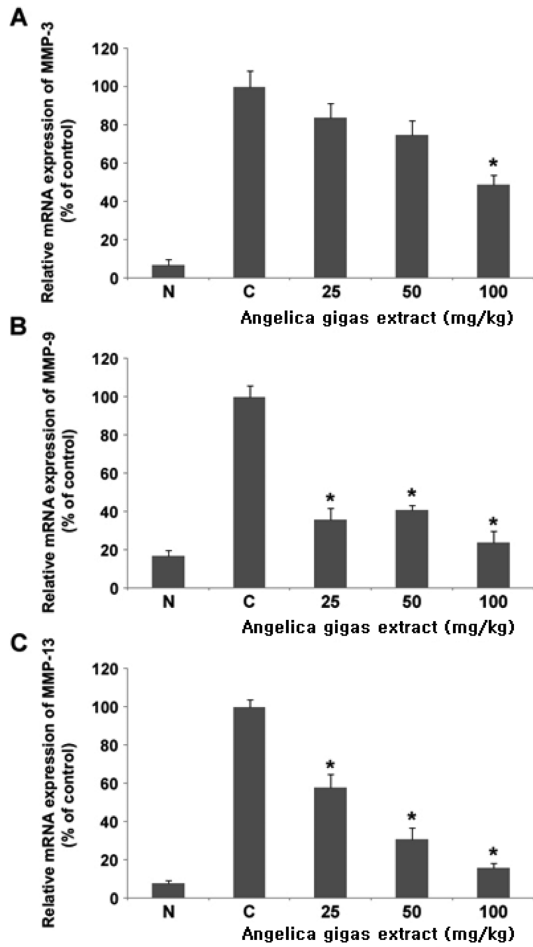 A
Relative mRNA expression of MMP-3
(% of control)
120
100
80
60
40
20
0
*
N C 25 50 100
Angelica gigas extract (mg/kg)
B
Relative mRNA expression of MMP-9
(% of control)
120
100
80
60
40
20
0
* * *
N C 25 50 100
Angelica gigas extract (mg/kg)
C
Relative mRNA expression of MMP-13
(% of control)
120
100
80
60
40
20
0
* * *
N C 25 50 100
Angelica gigas extract (mg/kg)